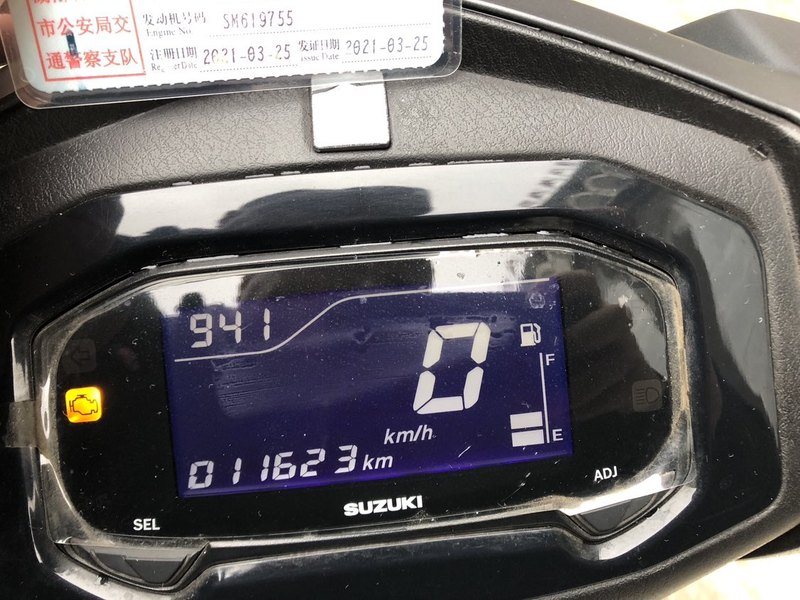 市公安局交
通警察支队
发动机号码 SM619755
Engine No.
注册日期 2021-03-25 发证日期 2021-03-25
Issue Date
941
0
F
E
km/h
011623 km
SUZUKI
SEL
ADJ